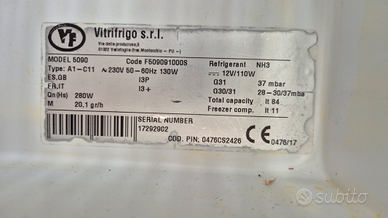 VF
Vitrifrigo s.r.l.
MODEL 5090 Code F509091000S Refrigerant NH3
Type: A1-C11 ~ 230V 50-60Hz 130W 12V/110W
ES,GB I3P G31 37 mbar
FR,IT I3+ G30/31 28-30/37mba
Qn (Hs) 280W Total capacity lt 84
M 20,1 gr/h Freezer comp. lt 11
SERIAL NUMBER
17292902
COD. PIN: 0476CS2426 CE 0476/17
subito